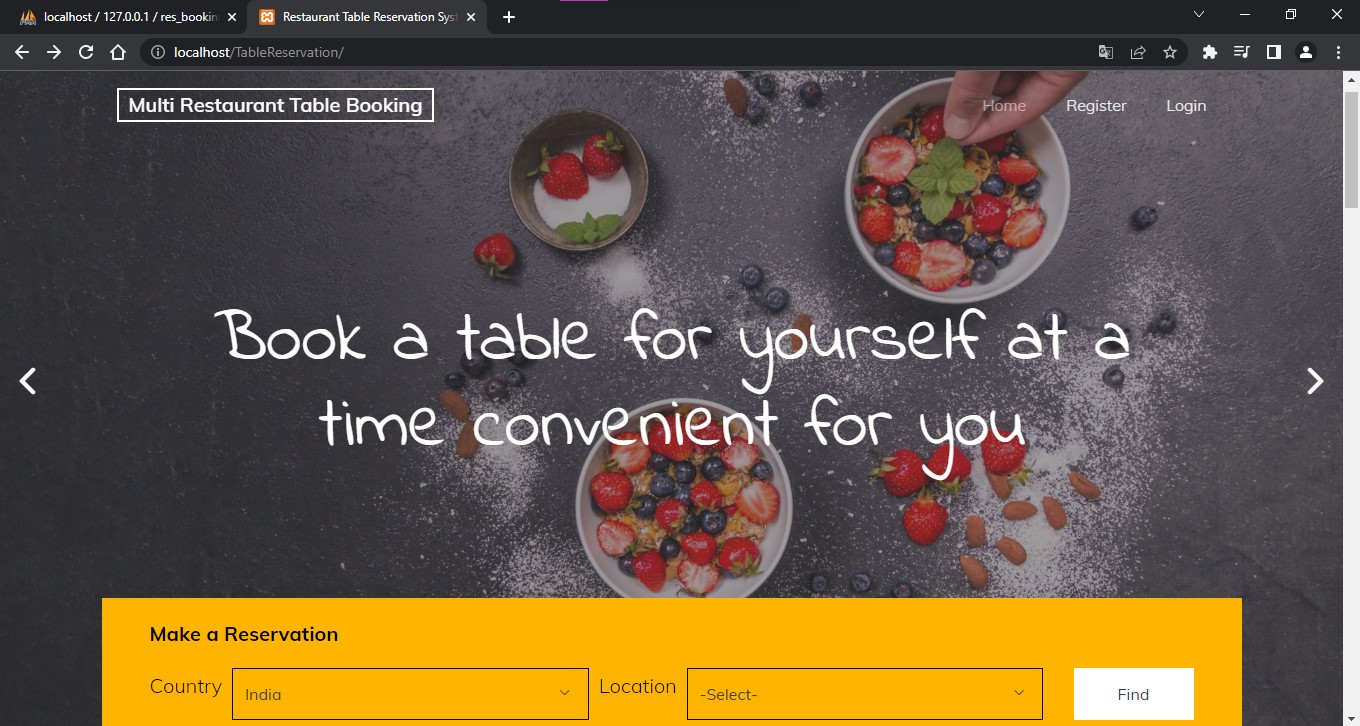 localhost / 127.0.0.1 / res_bookin
Restaurant Table Reservation Sys
localhost/TableReservation/
Multi Restaurant Table Booking
Home
Register
Login
Book a table for yourself at a
time convenient for you
Make a Reservation
Country
India
Location
-Select-
Find